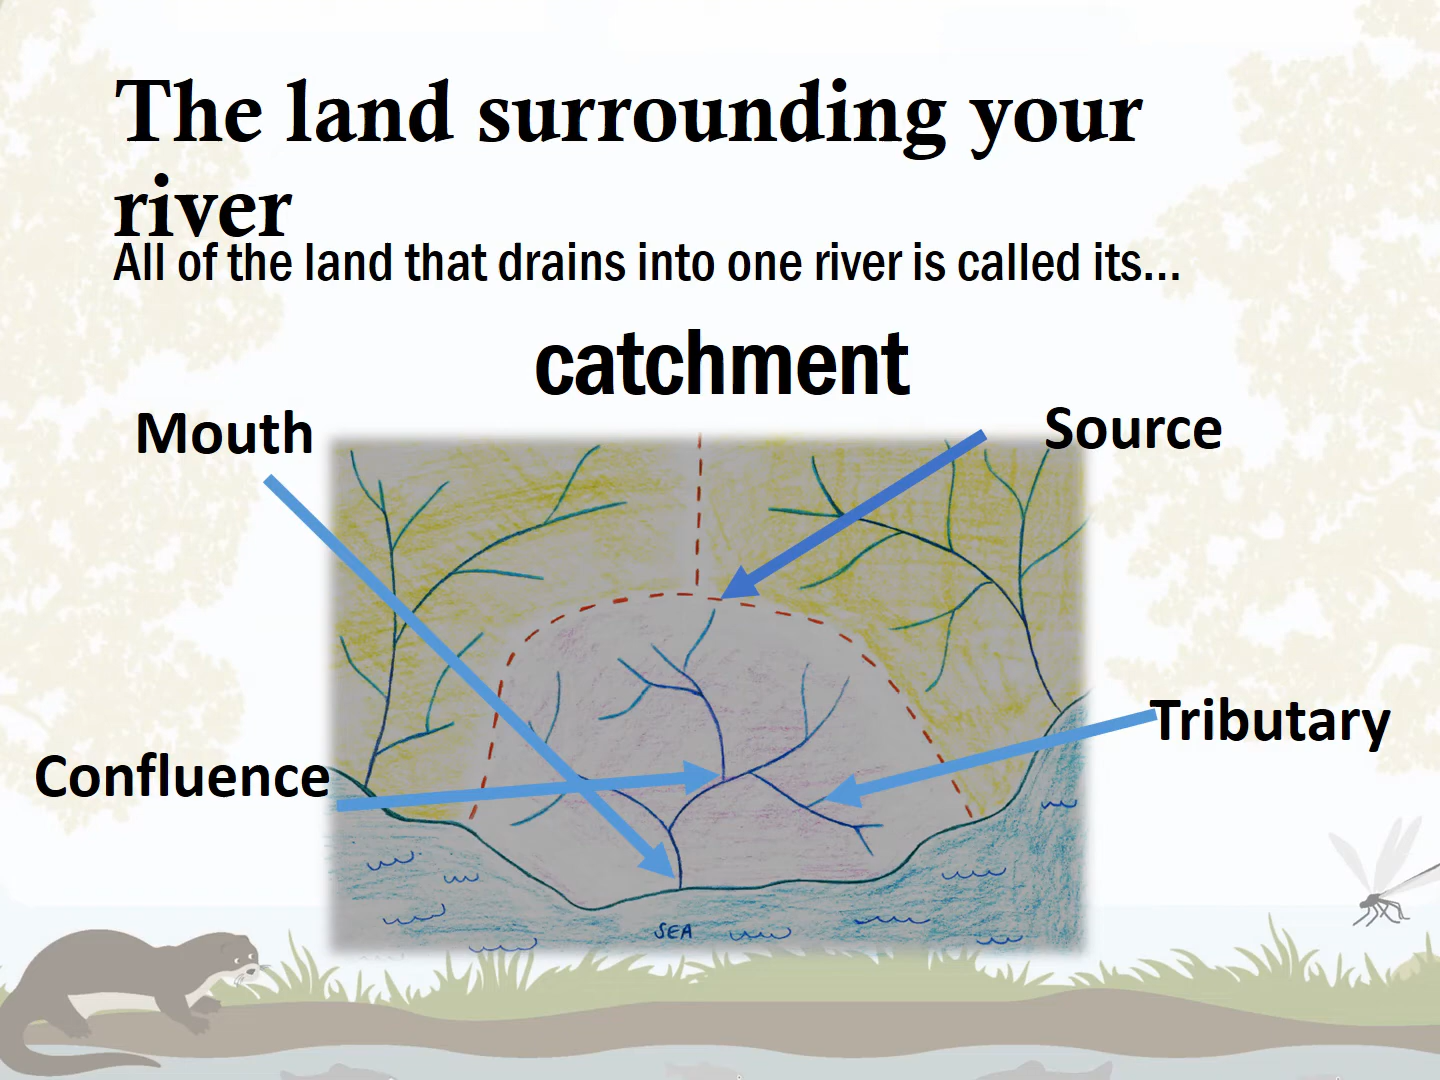 The land surrounding your
river
All of the land that drains into one river is called its...
catchment
Mouth
Source
Tributary
Confluence
SEA